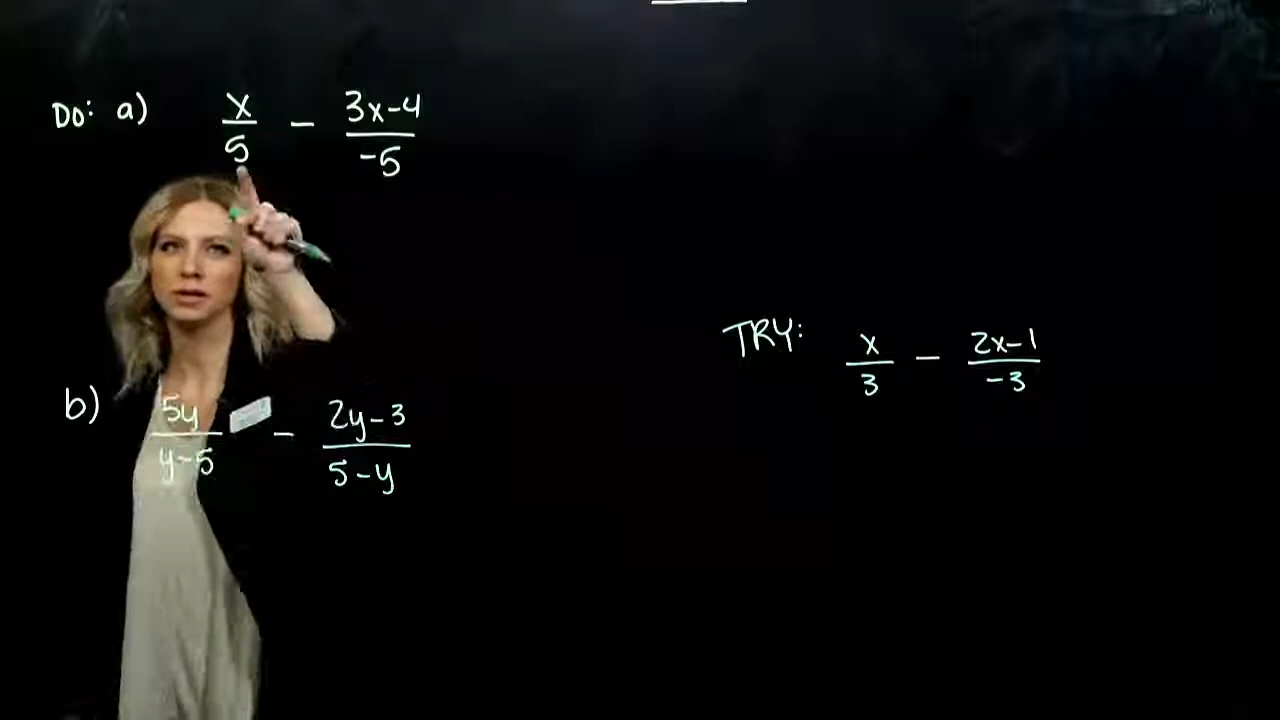 DO: a) x/5 - 3x-4/-5
b) 5y/y-5 - 2y-3/5-y
TRY: x/3 - 2x-1/-3